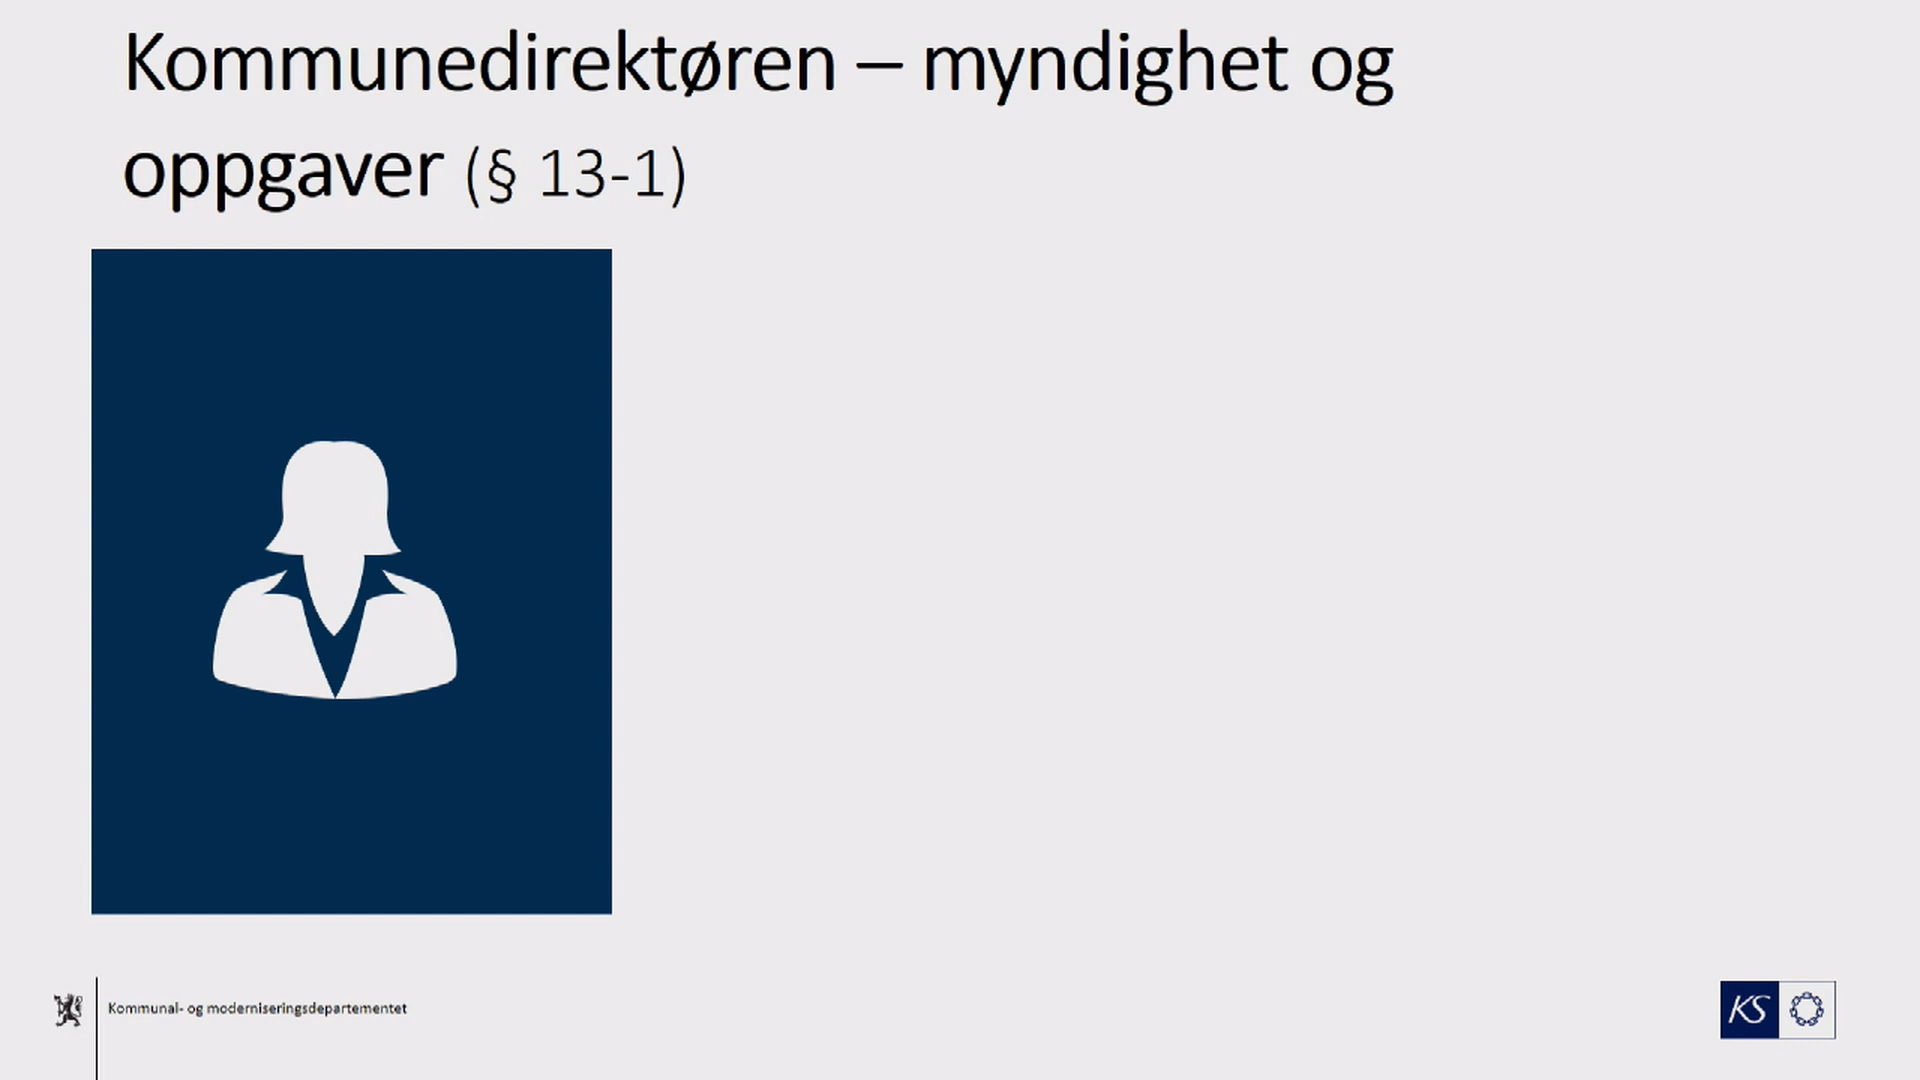 Kommunedirektøren – myndighet og
oppgaver (§ 13-1)
Kommunal- og moderniseringsdepartementet
KS